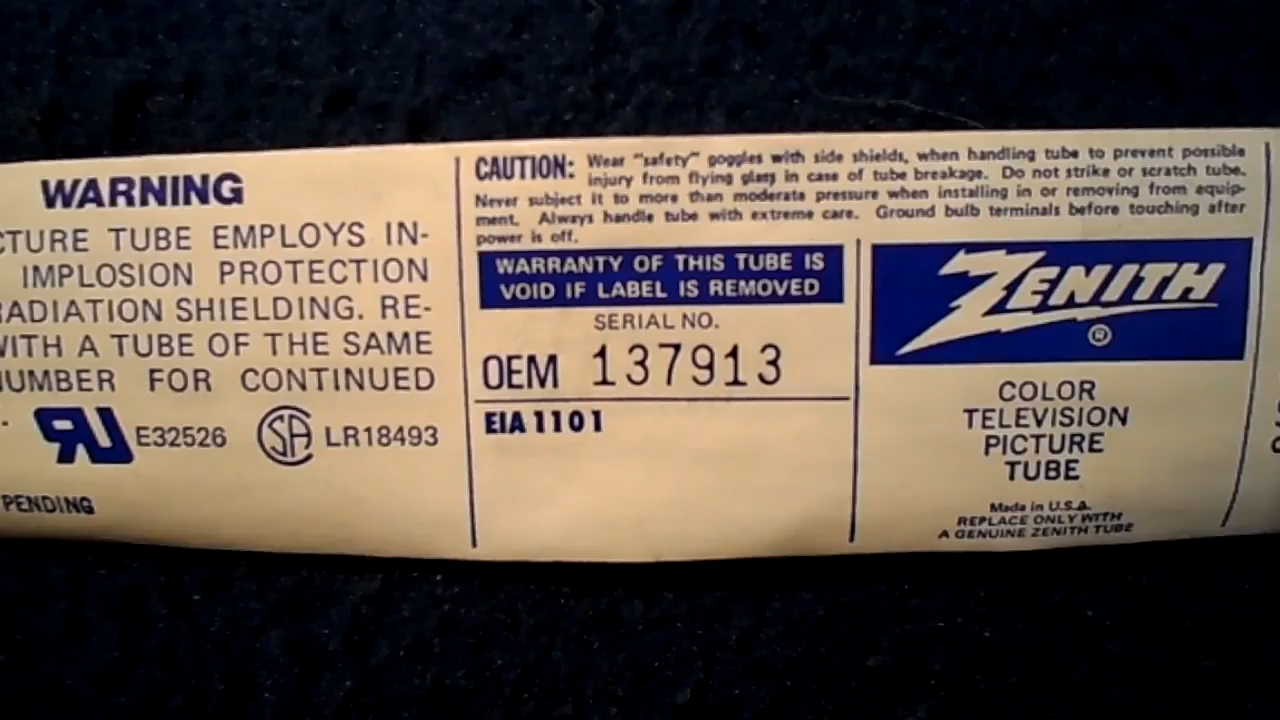 WARNING
CTURE TUBE EMPLOYS IN-
IMPLOSION PROTECTION
RADIATION SHIELDING. RE-
WITH A TUBE OF THE SAME
NUMBER FOR CONTINUED
E32526 LR18493
PENDING
CAUTION: Wear "safety" goggles with side shields, when handling tube to prevent possible
injury from flying glass in case of tube breakage. Do not strike or scratch tube.
Never subject it to more than moderate pressure when installing in or removing from equip-
ment. Always handle tube with extreme care. Ground bulb terminals before touching after
power is off.
WARRANTY OF THIS TUBE IS
VOID IF LABEL IS REMOVED
SERIAL NO.
OEM 137913
EIA 1101
ZENITH
®
COLOR
TELEVISION
PICTURE
TUBE
Made in U.S.A.
REPLACE ONLY WITH
A GENUINE ZENITH TUBE